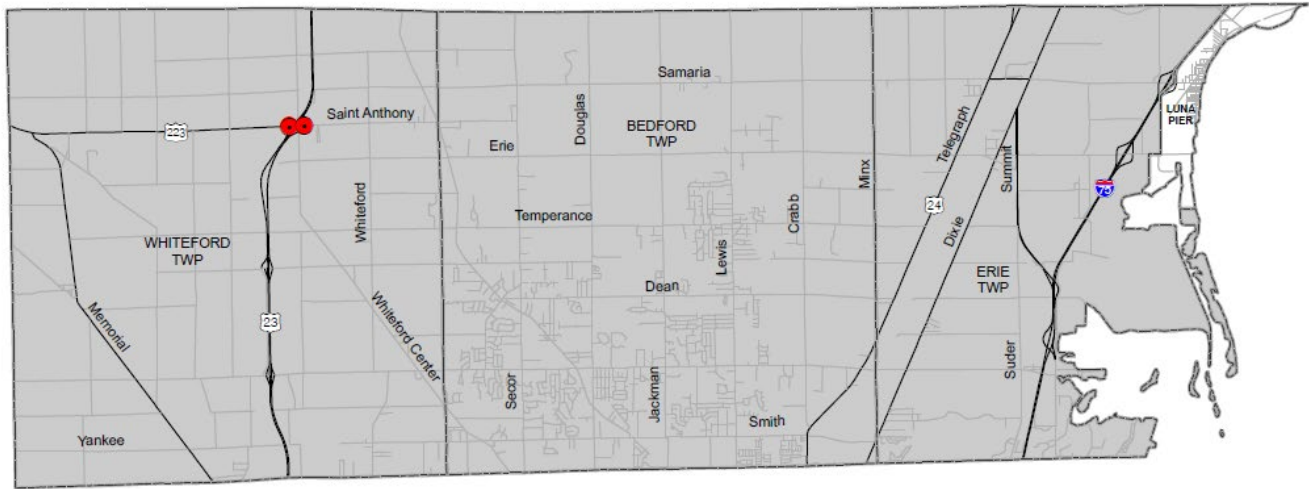 Samaria
Saint Anthony
Douglas
LUNA
PIER
BEDFORD
TWP
223
Telegraph
Erie
Summit
Minx
75
Whiteford
Crabb
24
Temperance
Dixie
WHITEFORD
TWP
Lewis
ERIE
TWP
Dean
Memorial
23
Whiteford Center
Suder
Secor
Jackman
Smith
Yankee